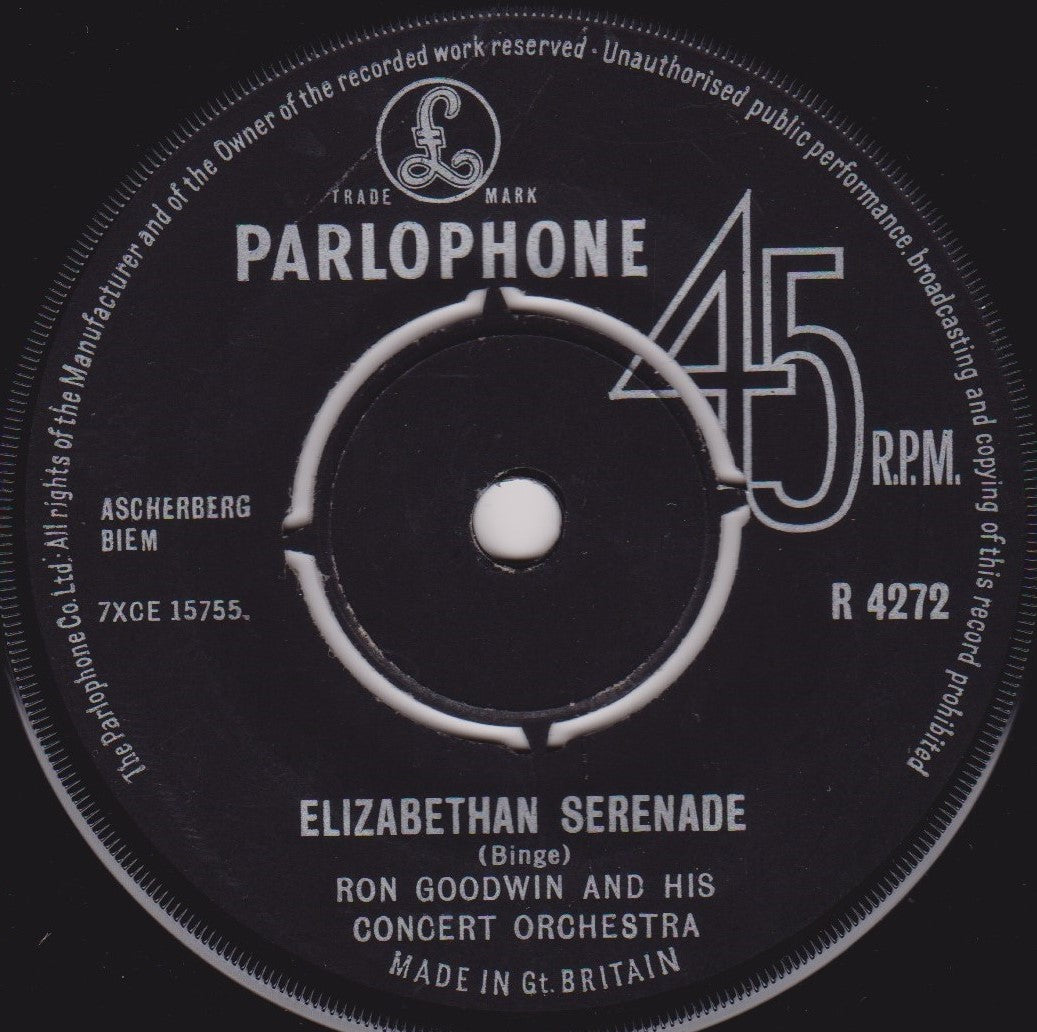 The Parlophone Co. Ltd. All rights of the Manufacturer and of the Owner of the recorded work reserved · Unauthorised public performance, broadcasting and copying of this record prohibited
£
TRADE MARK
PARLOPHONE
45
R.P.M.
ASCHERBERG
BIEM
7XCE 15755.
R 4272
ELIZABETHAN SERENADE
(Binge)
RON GOODWIN AND HIS
CONCERT ORCHESTRA
MADE IN Gt. BRITAIN